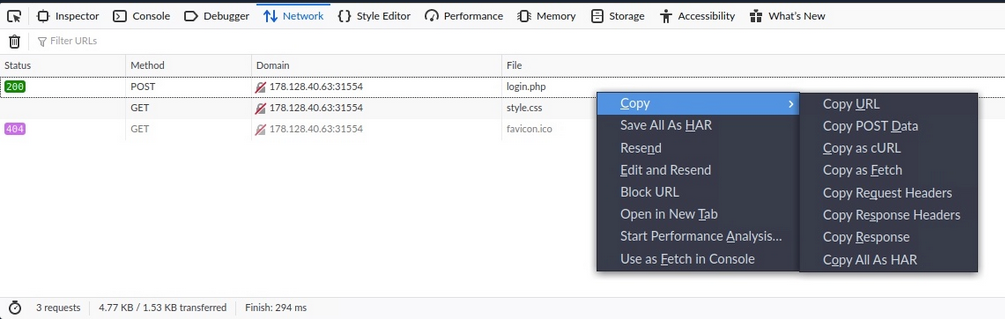 Inspector Console Debugger Network Style Editor Performance Memory Storage Accessibility What's New
Filter URLs
Status Method Domain File
200 POST 178.128.40.63:31554 login.php
GET 178.128.40.63:31554 style.css
404 GET 178.128.40.63:31554 favicon.ico
Copy
Save All As HAR
Resend
Edit and Resend
Block URL
Open in New Tab
Start Performance Analysis...
Use as Fetch in Console
Copy URL
Copy POST Data
Copy as cURL
Copy as Fetch
Copy Request Headers
Copy Response Headers
Copy Response
Copy All As HAR
3 requests 4.77 KB / 1.53 KB transferred Finish: 294 ms